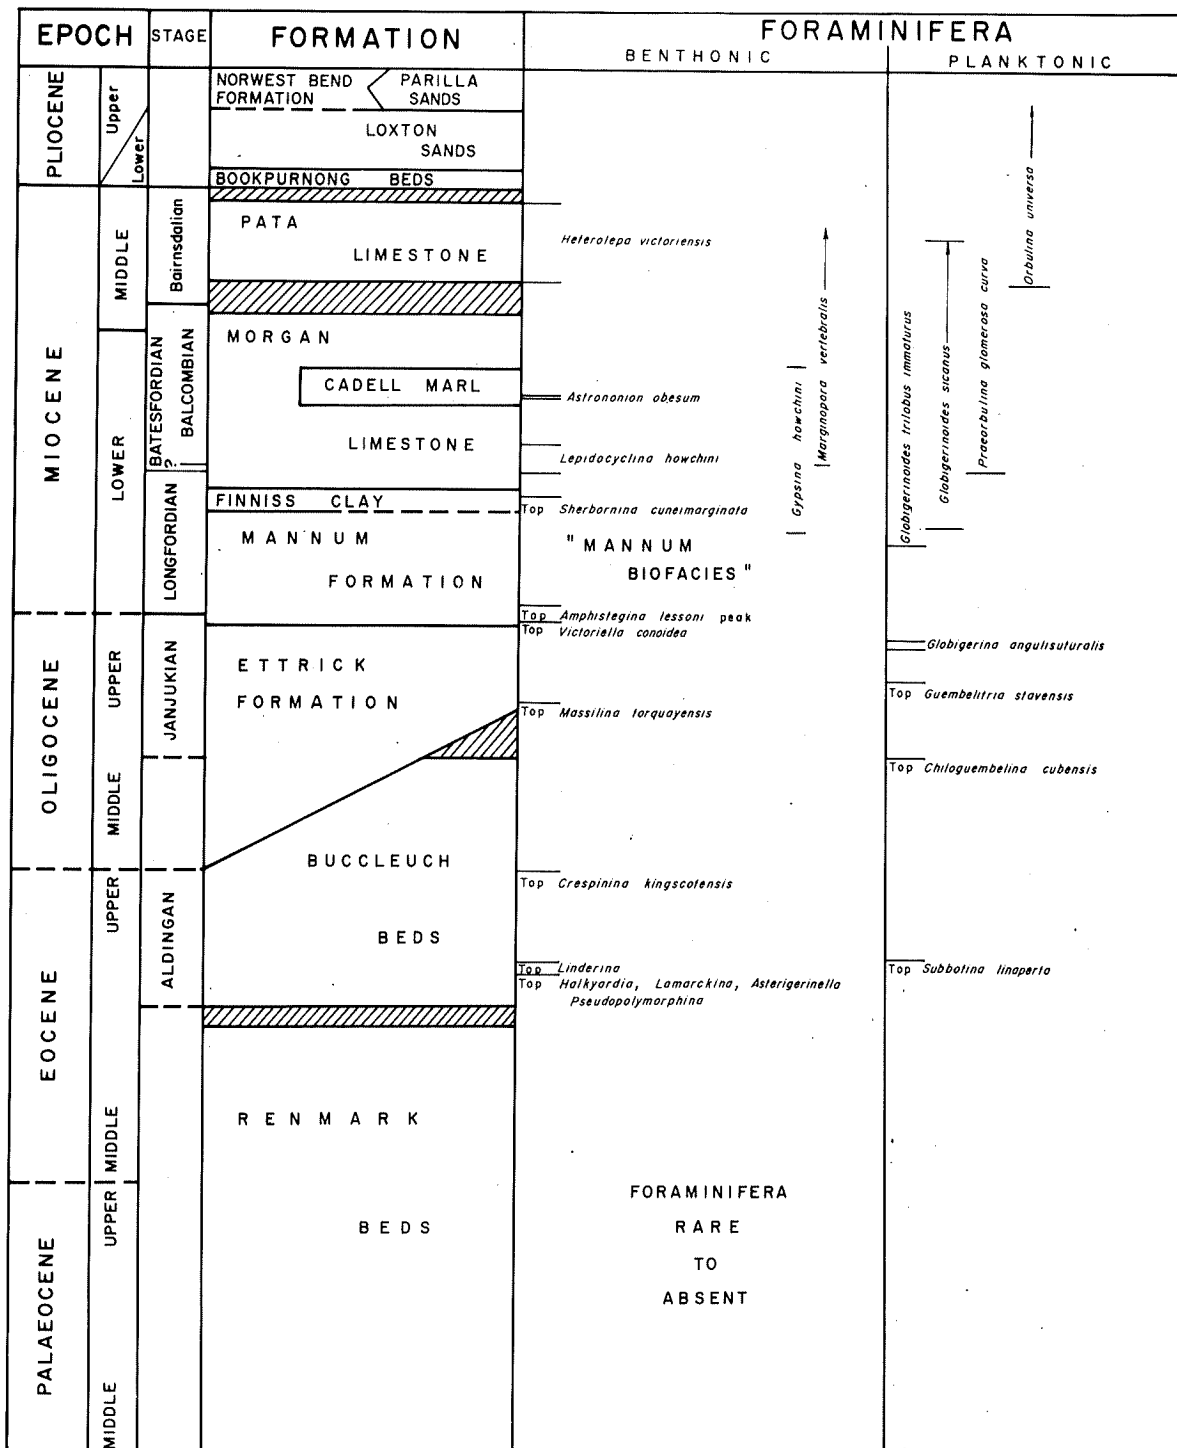 EPOCH STAGE FORMATION FORAMINIFERA
BENTHONIC PLANKTONIC
PLIOCENE
Upper
Lower
NORWEST BEND FORMATION
PARILLA SANDS
LOXTON SANDS
BOOKPURNONG BEDS
MIOCENE
MIDDLE
LOWER
Bairnsdalian
BATESFORDIAN
BALCOMBIAN
?
LONGFORDIAN
PATA
LIMESTONE
MORGAN
CADELL MARL
LIMESTONE
FINNISS CLAY
MANNUM
FORMATION
Heterolepa victoriensis
Astrononion obesum
Lepidocyclina howchini
Top Sherbornina cuneimarginata
"MANNUM
BIOFACIES"
Top Amphistegina lessoni peak
Top Victoriella conoidea
Gypsina howchini
Marginopora vertebralis
Globigerinoides trilobus immaturus
Globigerinoides sicanus
Praeorbulina glomerosa curva
Orbulina universa
OLIGOCENE
UPPER
MIDDLE
JANJUKIAN
ETTRICK
FORMATION
Globigerina angulisuturalis
Top Guembelitria stavensis
Top Massilina torquayensis
Top Chiloguembelina cubensis
EOCENE
UPPER
MIDDLE
ALDINGAN
BUCCLEUCH
BEDS
Top Crespinina kingscotensis
Top Linderina
Top Halkyardia, Lamarckina, Asterigerinella
Pseudopolymorphina
Top Subbotina linaperta
RENMARK
BEDS
PALAEOCENE
UPPER
MIDDLE
FORAMINIFERA
RARE
TO
ABSENT